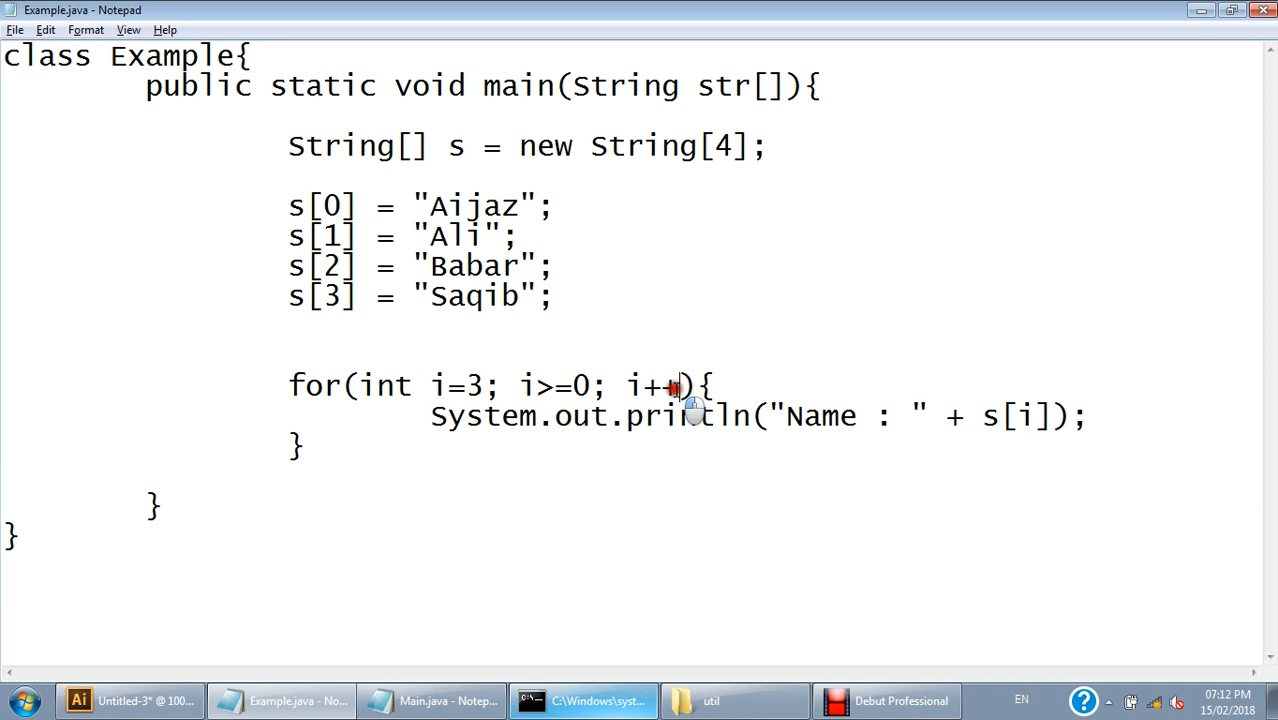 Example.java - Notepad
File Edit Format View Help
class Example{
public static void main(String str[]){
String[] s = new String[4];
s[0] = "Aijaz";
s[1] = "Ali";
s[2] = "Babar";
s[3] = "Saqib";
for(int i=3; i>=0; i++){
System.out.println("Name : " + s[i]);
}
}
}
Ai Untitled-3* @ 100... Example.java - No... Main.java - Notep... C:\Windows\syst... util Debut Professional EN 07:12 PM
15/02/2018